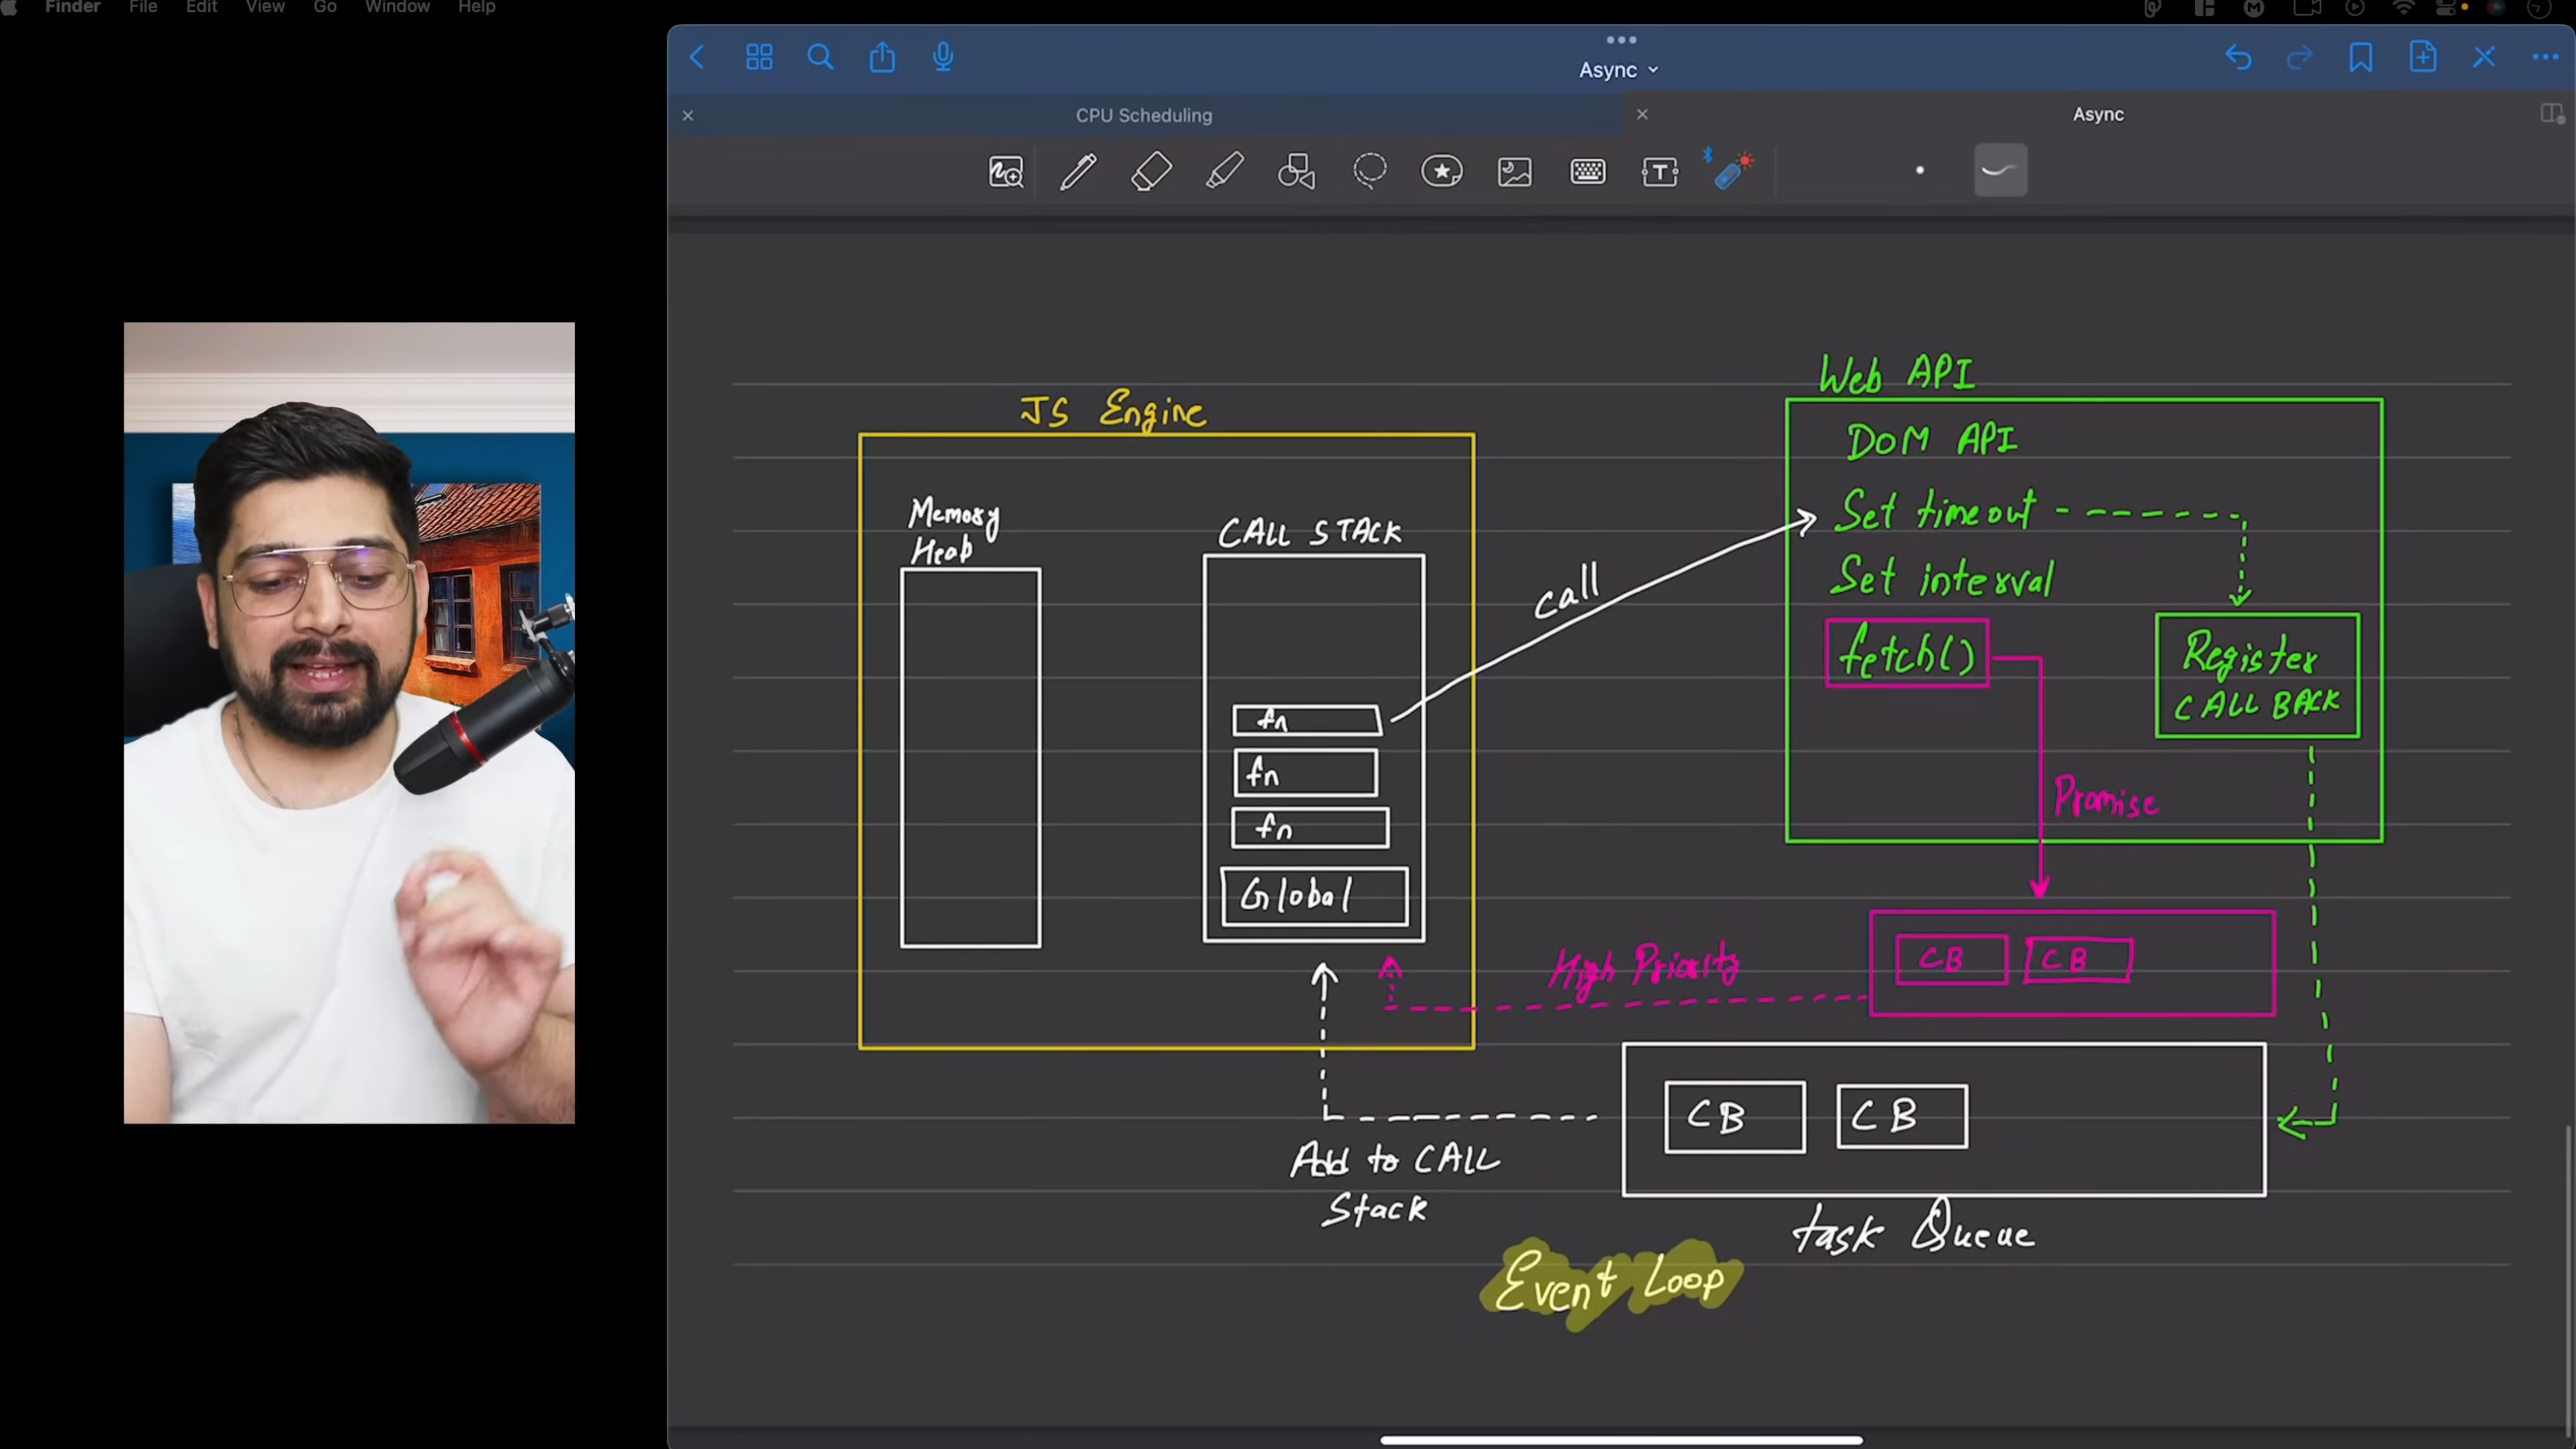 Finder File Edit View Go Window Help
Async
CPU Scheduling
Async
T
Web API
JS Engine
DOM API
Memory
Heap
CALL STACK
Set timeout
Set interval
call
fetch()
Register
CALL BACK
fn
fn
fn
Promise
Global
High Priority
CB CB
CB CB
Add to CALL
Stack
task Queue
Event Loop